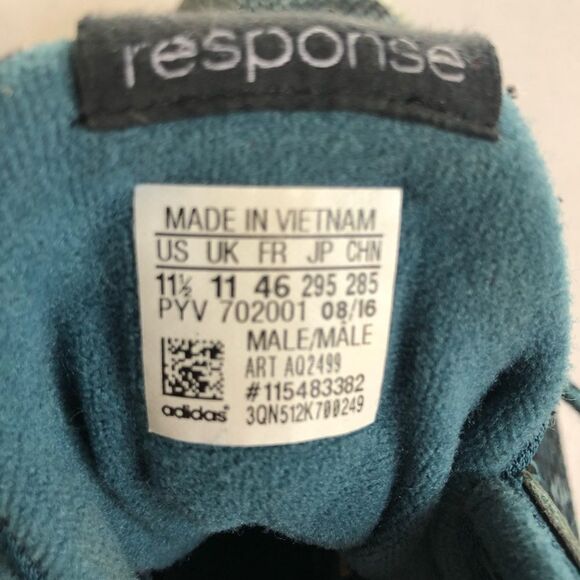 response
MADE IN VIETNAM
US UK FR JP CHN
11½ 11 46 295 285
PYV 702001 08/16
MALE/MÂLE
ART AQ2499
#115483382
adidas 3QN512K700249